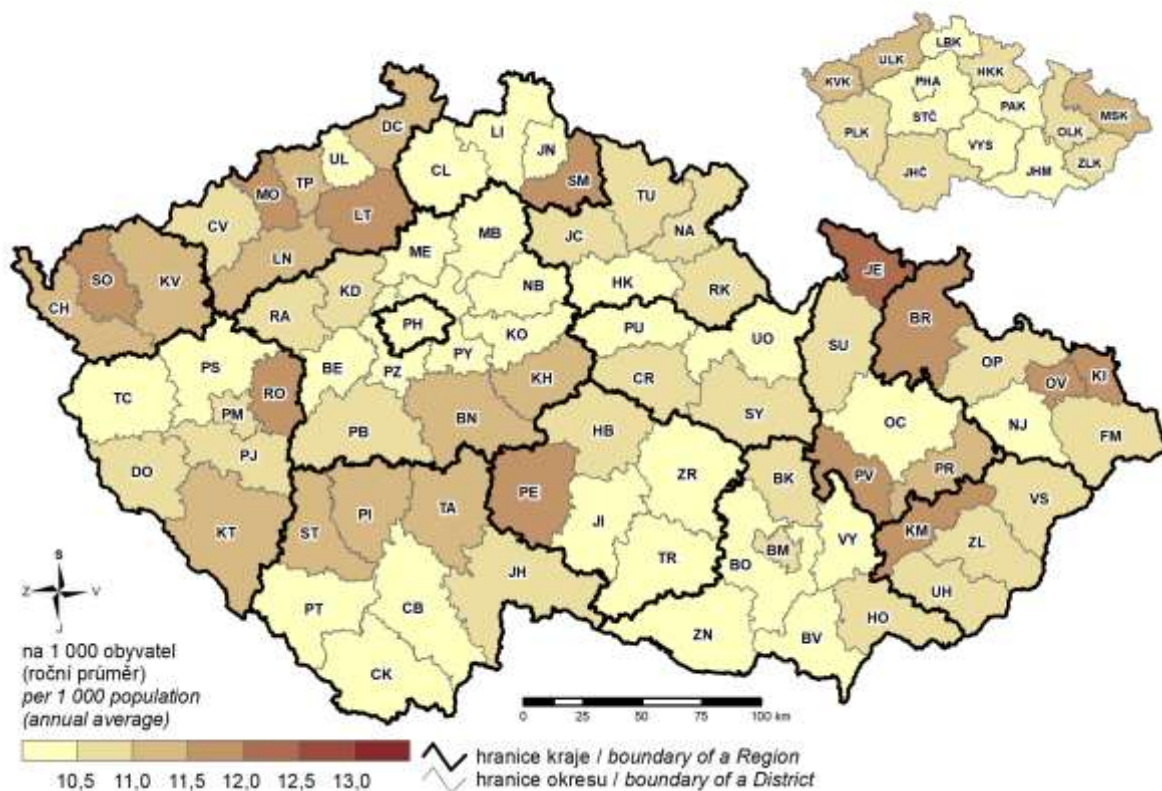 LBK
ULK
HKK
KVK
PHA
PAK
MSK
STČ
OLK
PLK
VYS
ZLK
JHČ
JHM
DC
LI
UL
JN
CL
TP
MO
SM
TU
LT
CV
JC
NA
MB
ME
LN
SO
KV
JE
CH
KD
NB
HK
RK
BR
RA
PH
PU
UO
KO
SU
PS
BE
PY
PZ
OP
OV
KI
RO
KH
CR
TC
PM
BN
SY
OC
NJ
FM
PB
HB
DO
PJ
ZR
PR
BK
PV
VS
PE
KT
ST
PI
TA
JI
KM
ZL
VY
BM
TR
BO
JH
UH
PT
CB
HO
ZN
BV
CK
S
Z V
J
na 1 000 obyvatel
(roční průměr)
per 1 000 population
(annual average)
0 25 50 75 100 km
10,5 11,0 11,5 12,0 12,5 13,0
hranice kraje / boundary of a Region
hranice okresu / boundary of a District